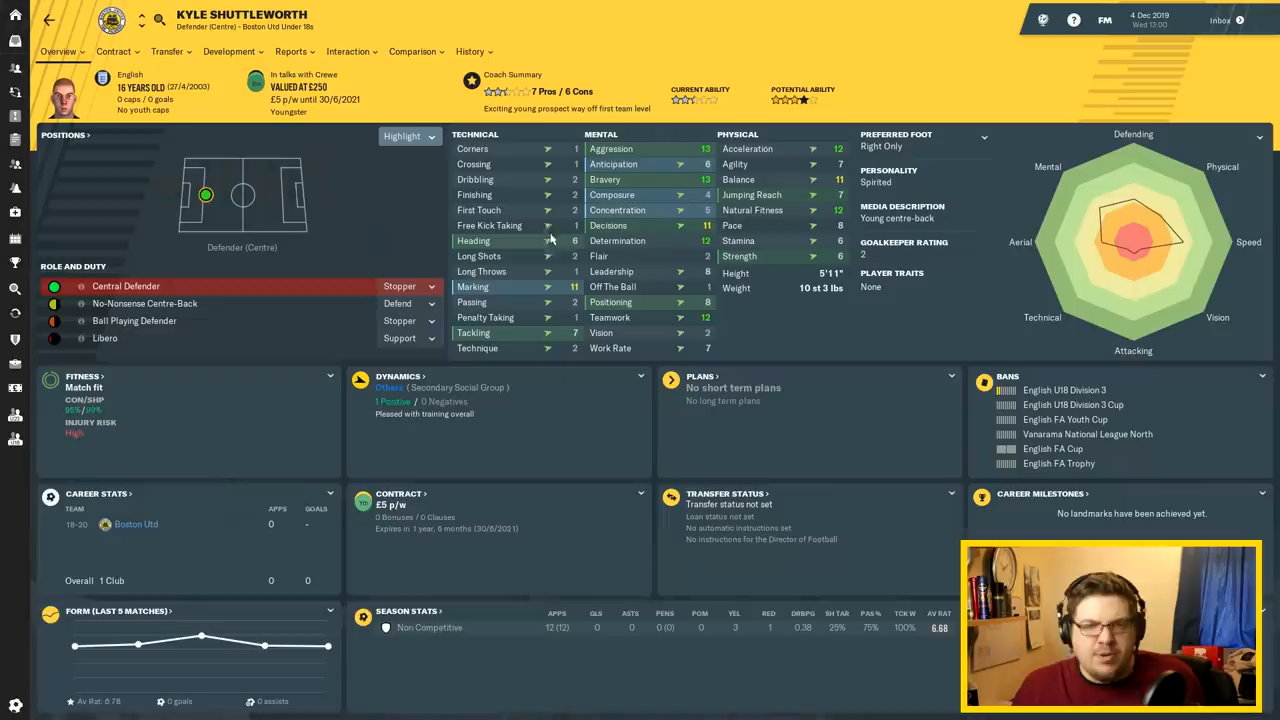 KYLE SHUTTLEWORTH
Defender (Centre) - Boston Utd Under 18s
4 Dec 2019
Wed 13:00
FM
Inbox
Overview
Contract
Transfer
Development
Reports
Interaction
Comparison
History
English
16 YEARS OLD (27/4/2003)
0 caps / 0 goals
No youth caps
In talks with Crewe
VALUED AT £250
£5 p/w until 30/6/2021
Youngster
Coach Summary
7 Pros / 6 Cons
Exciting young prospect way off first team level
CURRENT ABILITY
POTENTIAL ABILITY
POSITIONS
Highlight
Defender (Centre)
ROLE AND DUTY
Central Defender Stopper
No-Nonsense Centre-Back Defend
Ball Playing Defender Stopper
Libero Support
TECHNICAL
Corners 1
Crossing 1
Dribbling 2
Finishing 2
First Touch 2
Free Kick Taking 1
Heading 6
Long Shots 2
Long Throws 1
Marking 11
Passing 2
Penalty Taking 1
Tackling 7
Technique 2
MENTAL
Aggression 13
Anticipation 6
Bravery 13
Composure 4
Concentration 5
Decisions 11
Determination 12
Flair 2
Leadership 8
Off The Ball 1
Positioning 8
Teamwork 12
Vision 2
Work Rate 7
PHYSICAL
Acceleration 12
Agility 7
Balance 11
Jumping Reach 7
Natural Fitness 12
Pace 8
Stamina 6
Strength 6
Height 5'11"
Weight 10 st 3 lbs
PREFERRED FOOT
Right Only
PERSONALITY
Spirited
MEDIA DESCRIPTION
Young centre-back
GOALKEEPER RATING
2
PLAYER TRAITS
None
Defending
Physical
Speed
Vision
Attacking
Technical
Aerial
Mental
FITNESS
Match fit
CON/SHP
95%/99%
INJURY RISK
High
DYNAMICS
Others ( Secondary Social Group )
1 Positive / 0 Negatives
Pleased with training overall
PLANS
No short term plans
No long term plans
BANS
English U18 Division 3
English U18 Division 3 Cup
English FA Youth Cup
Vanarama National League North
English FA Cup
English FA Trophy
CAREER STATS
TEAM APPS GOALS
18-20 Boston Utd 0 -
Overall 1 Club 0 0
CONTRACT
£5 p/w
0 Bonuses / 0 Clauses
Expires in 1 year, 6 months (30/6/2021)
TRANSFER STATUS
Transfer status not set
Loan status not set
No automatic instructions set
No instructions for the Director of Football
CAREER MILESTONES
No landmarks have been achieved yet.
FORM (LAST 5 MATCHES)
Av. Rat: 6.78 0 goals 0 assists
SEASON STATS
APPS GLS ASTS PENS POM YEL RED DRBPG SH TAR PAS % TCK W AV RAT
Non Competitive 12 (12) 0 0 0 (0) 0 3 1 0.38 25% 75% 100% 6.68